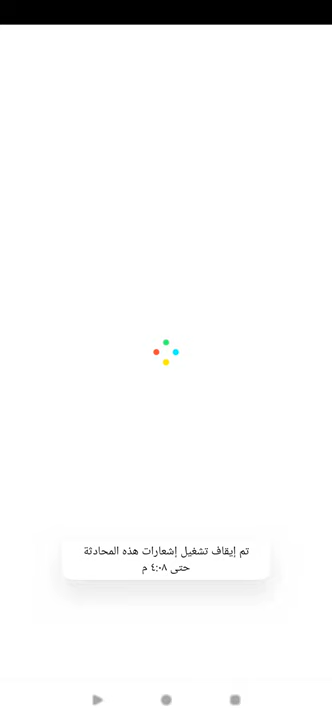 تم إيقاف تشغيل إشعارات هذه المحادثة
حتى ٤:٠٨ م